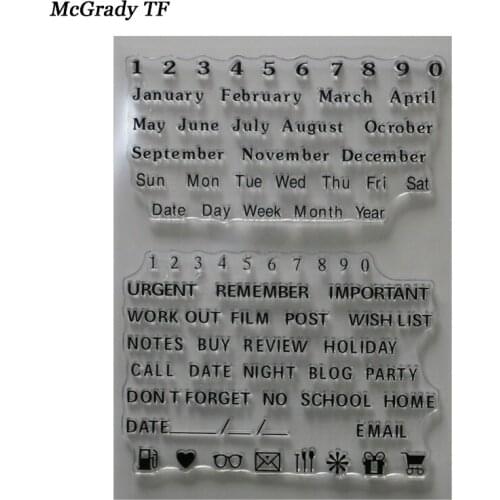 McGrady TF
1 2 3 4 5 6 7 8 9 0
January February March April
May June July August Ocrober
September November December
Sun Mon Tue Wed Thu Fri Sat
Date Day Week Month Year
1 2 3 4 5 6 7 8 9 0
URGENT REMEMBER IMPORTANT
WORK OUT FILM POST WISH LIST
NOTES BUY REVIEW HOLIDAY
CALL DATE NIGHT BLOG PARTY
DON'T FORGET NO SCHOOL HOME
DATE____/__/__ EMAIL